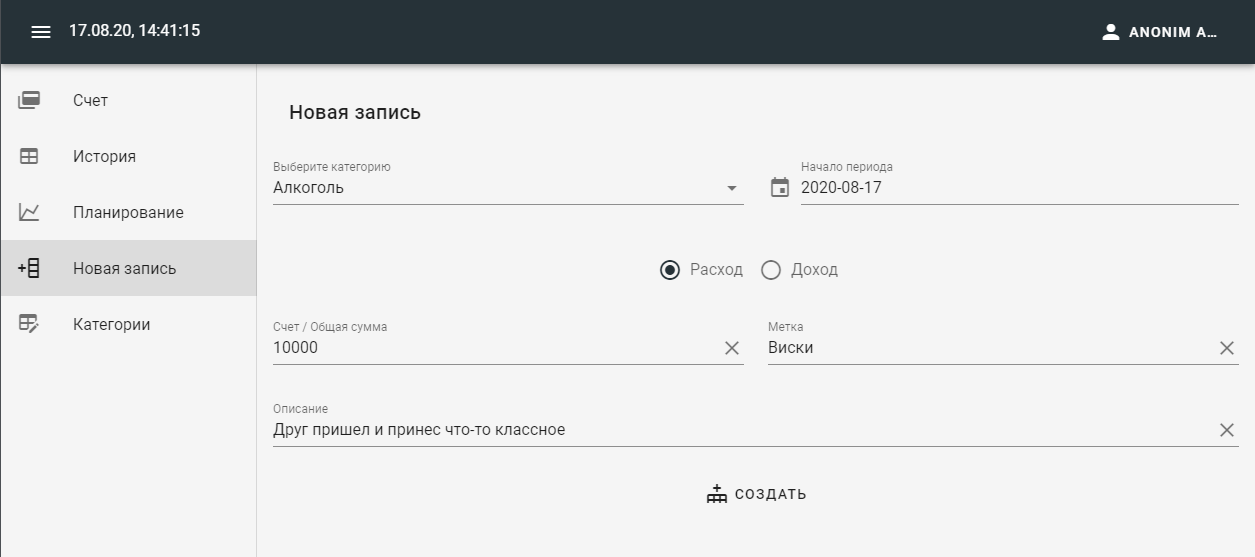 17.08.20, 14:41:15
ANONIM A...
Счет
История
Планирование
Новая запись
Категории
Новая запись
Выберите категорию
Алкоголь
Начало периода
2020-08-17
Расход
Доход
Счет / Общая сумма
10000
Метка
Виски
Описание
Друг пришел и принес что-то классное
СОЗДАТЬ